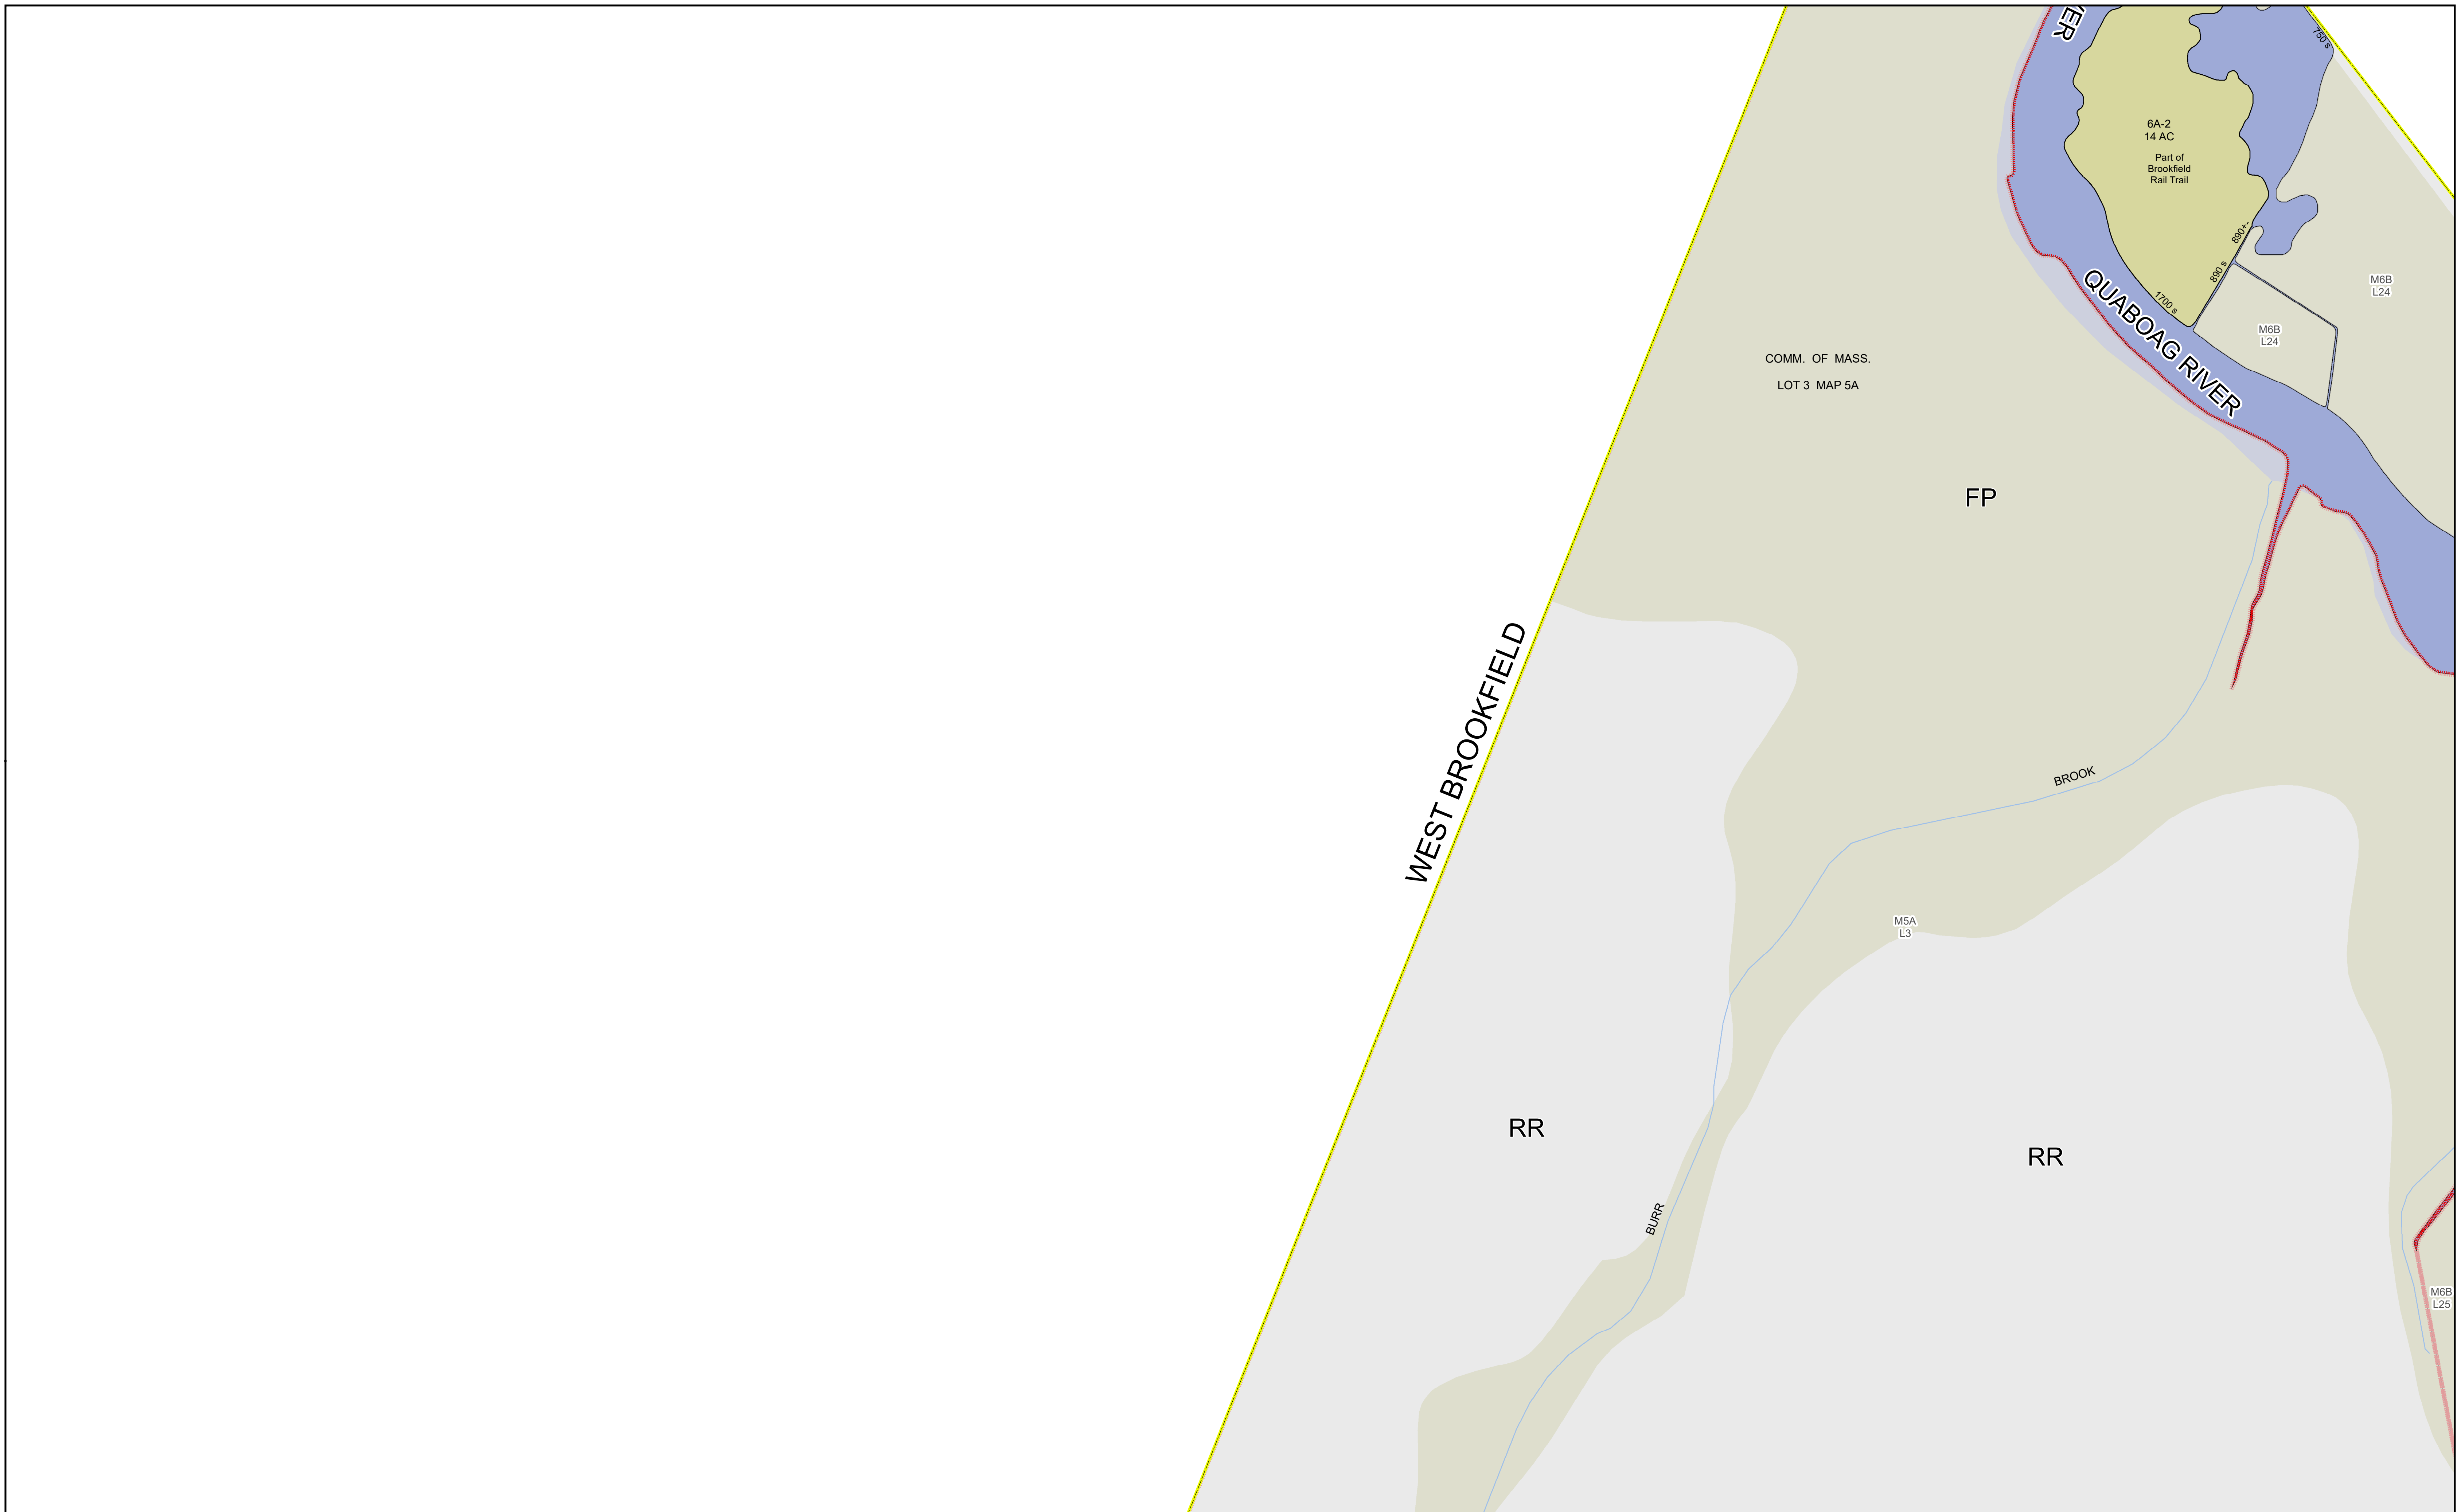 VER
750 s
6A-2
14 AC
Part of
Brookfield
Rail Trail
890+-
890 s
1700 s
QUABOAG RIVER
M6B
L24
M6B
L24
COMM. OF MASS.
LOT 3 MAP 5A
FP
WEST BROOKFIELD
BROOK
M5A
L3
RR
RR
BURR
M6B
L25